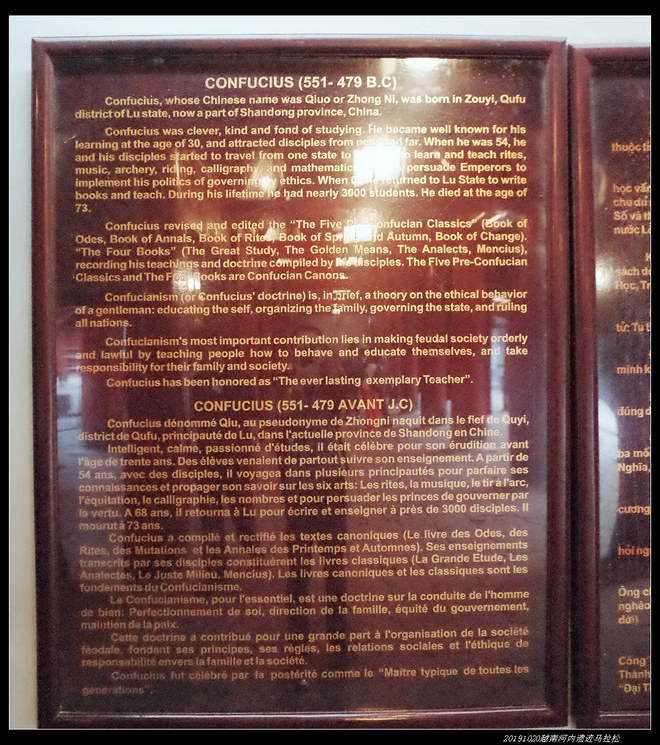 CONFUCIUS (551- 479 B.C)
Confucius, whose Chinese name was Qiuo or Zhong Ni, was born in Zouyi, Qufu
district of Lu state, now a part of Shandong province, China.
Confucius was clever, kind and fond of studying. He became well known for his
learning at the age of 30, and attracted disciples from far. When he was 54, he
and his disciples started to travel from one state to learn and teach rites,
music, archery, riding, calligraphy and mathematic persuade Emperors to
implement his politics of governing ethics. When returned to Lu State to write
books and teach. During his lifetime he had nearly 3000 students. He died at the age of
73.
Confucius revised and edited the “The Five Pre-Confucian Classics” (Book of
Odes, Book of Annals, Book of Rites, Book of Spring and Autumn, Book of Change).
“The Four Books” (The Great Study, The Golden Means, The Analects, Mencius),
recording his teachings and doctrine compiled by his disciples. The Five Pre-Confucian
Classics and The Four Books are Confucian Canons.
Confucianism (or Confucius' doctrine) is, in brief, a theory on the ethical behavior
of a gentleman: educating the self, organizing the family, governing the state, and ruling
all nations.
Confucianism's most important contribution lies in making feudal society orderly
and lawful by teaching people how to behave and educate themselves, and take
responsibility for their family and society.
Confucius has been honored as “The ever lasting exemplary Teacher”.
CONFUCIUS (551- 479 AVANT J.C)
Confucius dénommé Qiu, au pseudonyme de Zhongni naquit dans le fief de Quyi,
district de Qufu, principauté de Lu, dans l'actuelle province de Shandong en Chine.
Intelligent, calme, passionné d'études, il était célèbre pour son érudition avant
l'âge de trente ans. Des élèves venaient de partout suivre son enseignement. A partir de
54 ans, avec des disciples, il voyagea dans plusieurs principautés pour parfaire ses
connaissances et propager son savoir sur les six arts: Les rites, la musique, le tir à l'arc,
l'équitation, le calligraphie, les nombres et pour persuader les princes de gouverner par
la vertu. A 68 ans, il retourna à Lu pour écrire et enseigner à près de 3000 disciples. Il
mourut à 73 ans.
Confucius a compilé et rectifié les textes canoniques (Le livre des Odes, des
Rites, des Mutations et les Annales des Printemps et Automnes). Ses enseignements
transcrits par ses disciples constituèrent les livres classiques (La Grande Etude, Les
Analectes, Le Juste Milieu, Mencius). Les livres canoniques et les classiques sont les
fondements du Confucianisme.
Le Confucianisme, pour l'essentiel, est une doctrine sur la conduite de l'homme
de bien: Perfectionnement de soi, direction de la famille, équité du gouvernement,
maintien de la paix.
Cette doctrine a contribué pour une grande part à l'organisation de la société
féodale, fondant ses principes, ses règles, les relations sociales et l'éthique de
responsabilité envers la famille et la société.
Confucius fut célébré par la postérité comme le “Maître typique de toutes les
générations”.
thuộc tỉ
học vấn
chu du
Số và th
nước Lỗ
sách do
Học, Tr
tử: Tu t
minh k
đúng đ
ba mối
Nghĩa,
cương
hỏi ng
Ông c
nghèo
đời)
Công
Thành
“Đại T
20191020越南河内遗迹马拉松